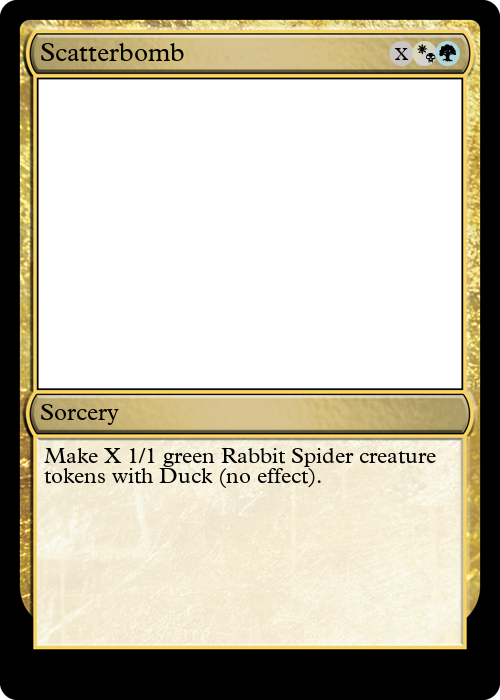 Scatterbomb X
Sorcery
Make X 1/1 green Rabbit Spider creature
tokens with Duck (no effect).